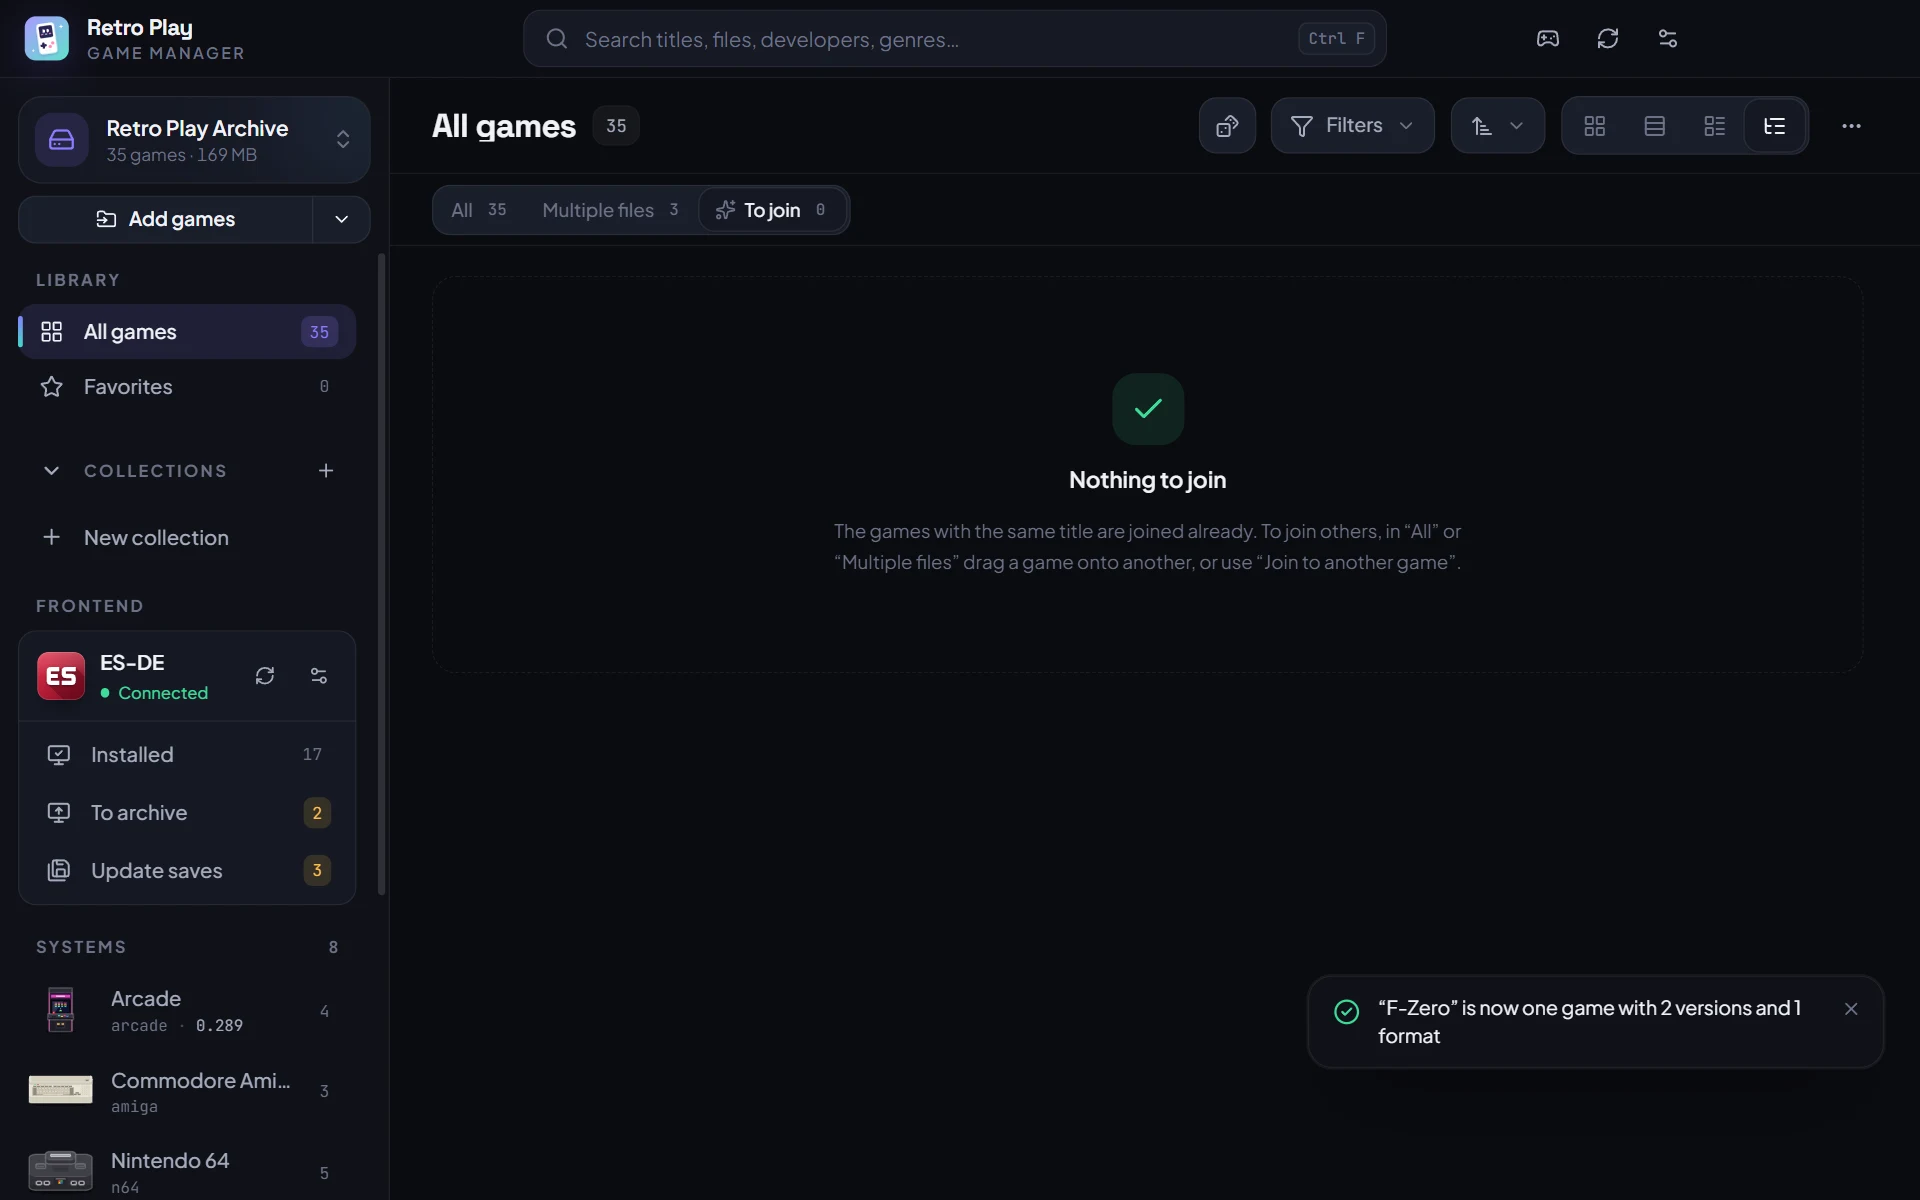 Retro Play
GAME MANAGER
Search titles, files, developers, genres...
Ctrl F
Retro Play Archive
35 games · 169 MB
Add games
LIBRARY
All games 35
Favorites 0
COLLECTIONS
New collection
FRONTEND
ES
ES-DE
Connected
Installed 17
To archive 2
Update saves 3
SYSTEMS 8
Arcade
arcade · 0.289
4
Commodore Ami...
amiga
3
Nintendo 64
n64
5
All games 35
Filters
All 35
Multiple files 3
To join 0
Nothing to join
The games with the same title are joined already. To join others, in “All” or
“Multiple files” drag a game onto another, or use “Join to another game”.
“F-Zero” is now one game with 2 versions and 1
format